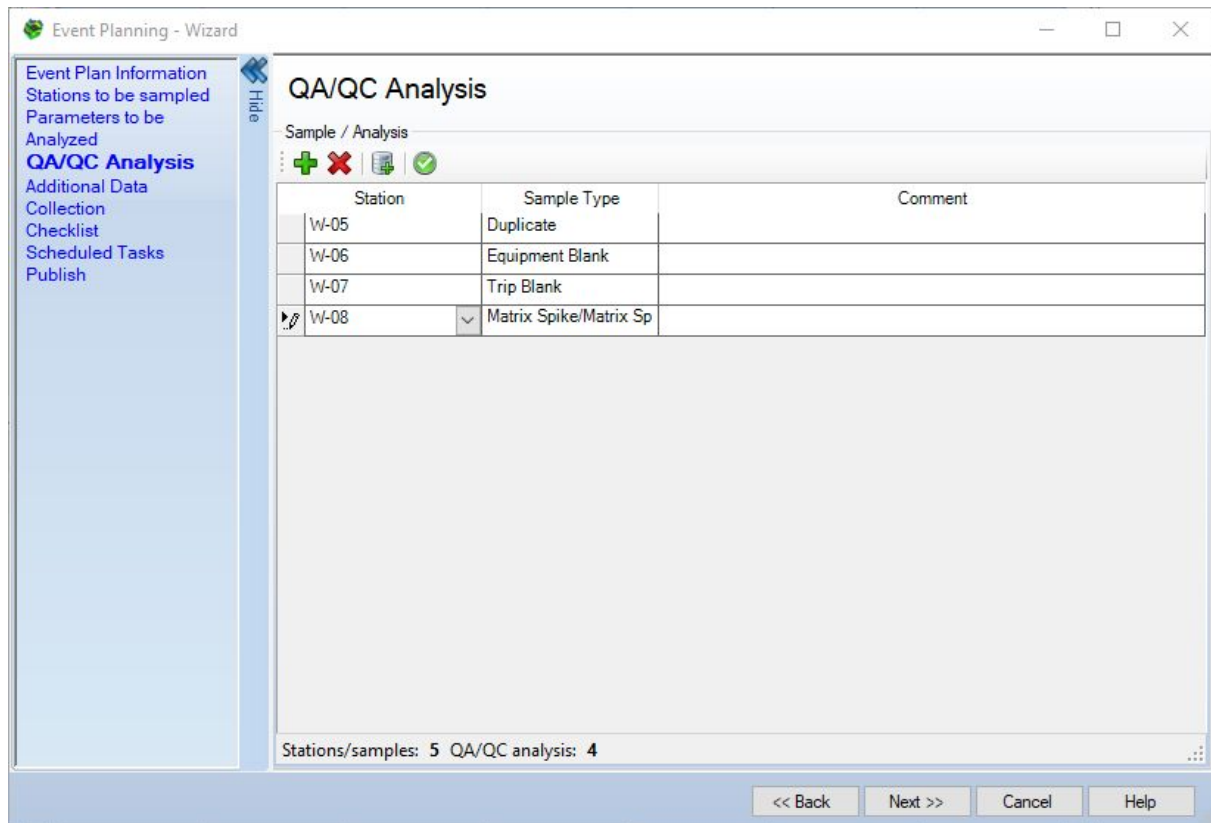 Event Planning - Wizard
Event Plan Information
Stations to be sampled
Parameters to be
Analyzed
QA/QC Analysis
Additional Data
Collection
Checklist
Scheduled Tasks
Publish
Hide
QA/QC Analysis
Sample / Analysis
Station Sample Type Comment
W-05 Duplicate
W-06 Equipment Blank
W-07 Trip Blank
W-08 Matrix Spike/Matrix Sp
Stations/samples: 5 QA/QC analysis: 4
<< Back Next >> Cancel Help